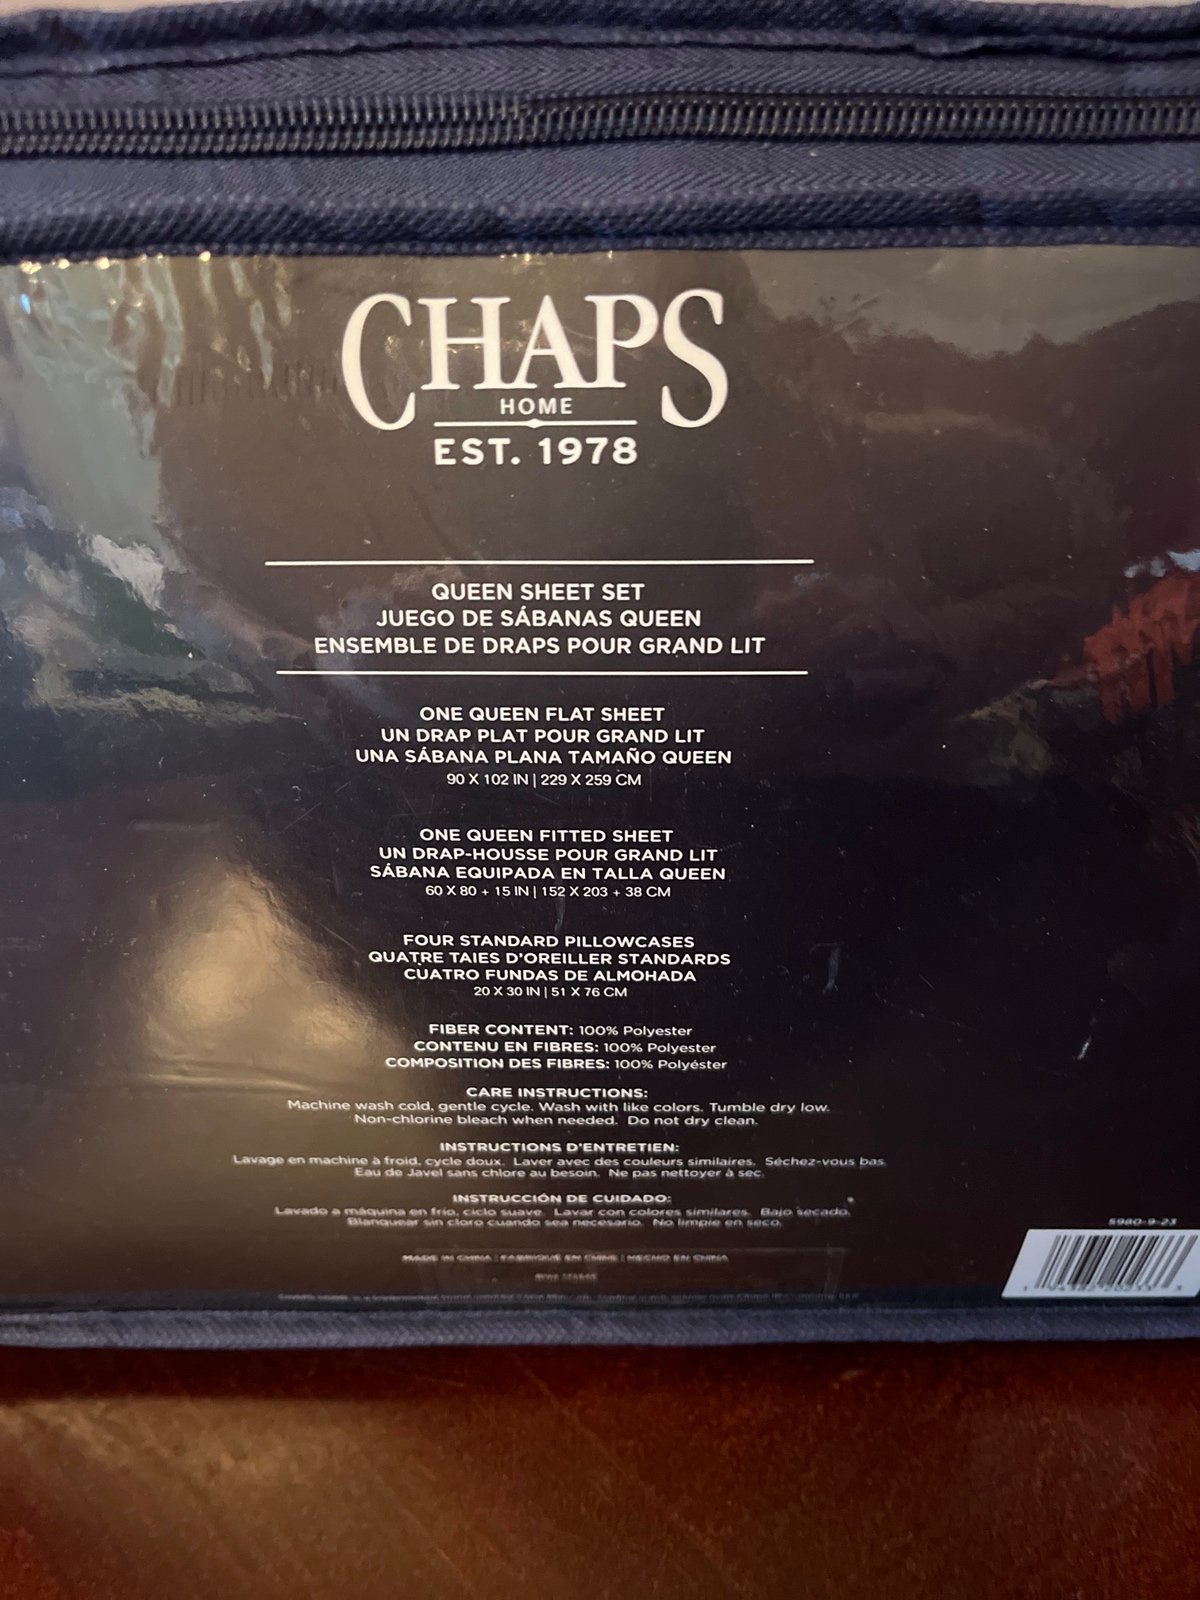 CHAPS
HOME
EST. 1978
QUEEN SHEET SET
JUEGO DE SÁBANAS QUEEN
ENSEMBLE DE DRAPS POUR GRAND LIT
ONE QUEEN FLAT SHEET
UN DRAP PLAT POUR GRAND LIT
UNA SÁBANA PLANA TAMAÑO QUEEN
90 X 102 IN | 229 X 259 CM
ONE QUEEN FITTED SHEET
UN DRAP-HOUSSE POUR GRAND LIT
SÁBANA EQUIPADA EN TALLA QUEEN
60 X 80 + 15 IN | 152 X 203 + 38 CM
FOUR STANDARD PILLOWCASES
QUATRE TAIES D'OREILLER STANDARDS
CUATRO FUNDAS DE ALMOHADA
20 X 30 IN | 51 X 76 CM
FIBER CONTENT: 100% Polyester
CONTENU EN FIBRES: 100% Polyester
COMPOSITION DES FIBRES: 100% Polyéster
CARE INSTRUCTIONS:
Machine wash cold, gentle cycle. Wash with like colors. Tumble dry low.
Non-chlorine bleach when needed. Do not dry clean.
INSTRUCTIONS D'ENTRETIEN:
Lavage en machine à froid, cycle doux. Laver avec des couleurs similaires. Séchez-vous bas.
Eau de Javel sans chlore au besoin. Ne pas nettoyer à sec.
INSTRUCCIÓN DE CUIDADO:
Lavado a máquina en frío, ciclo suave. Lavar con colores similares. Bajo secado.
Blanquear sin cloro cuando sea necesario. No limpie en seco.
5980-9-23
MADE IN CHINA | FABRIQUÉ EN CHINE | HECHO EN CHINA